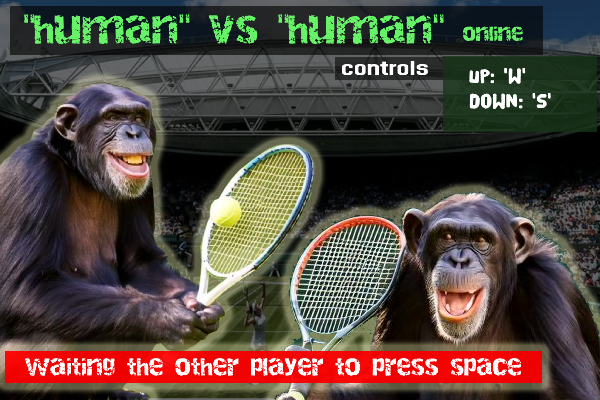 "human" vs "human" online
controls
UP: 'W'
DOWN: 'S'
Waiting the other player to press space